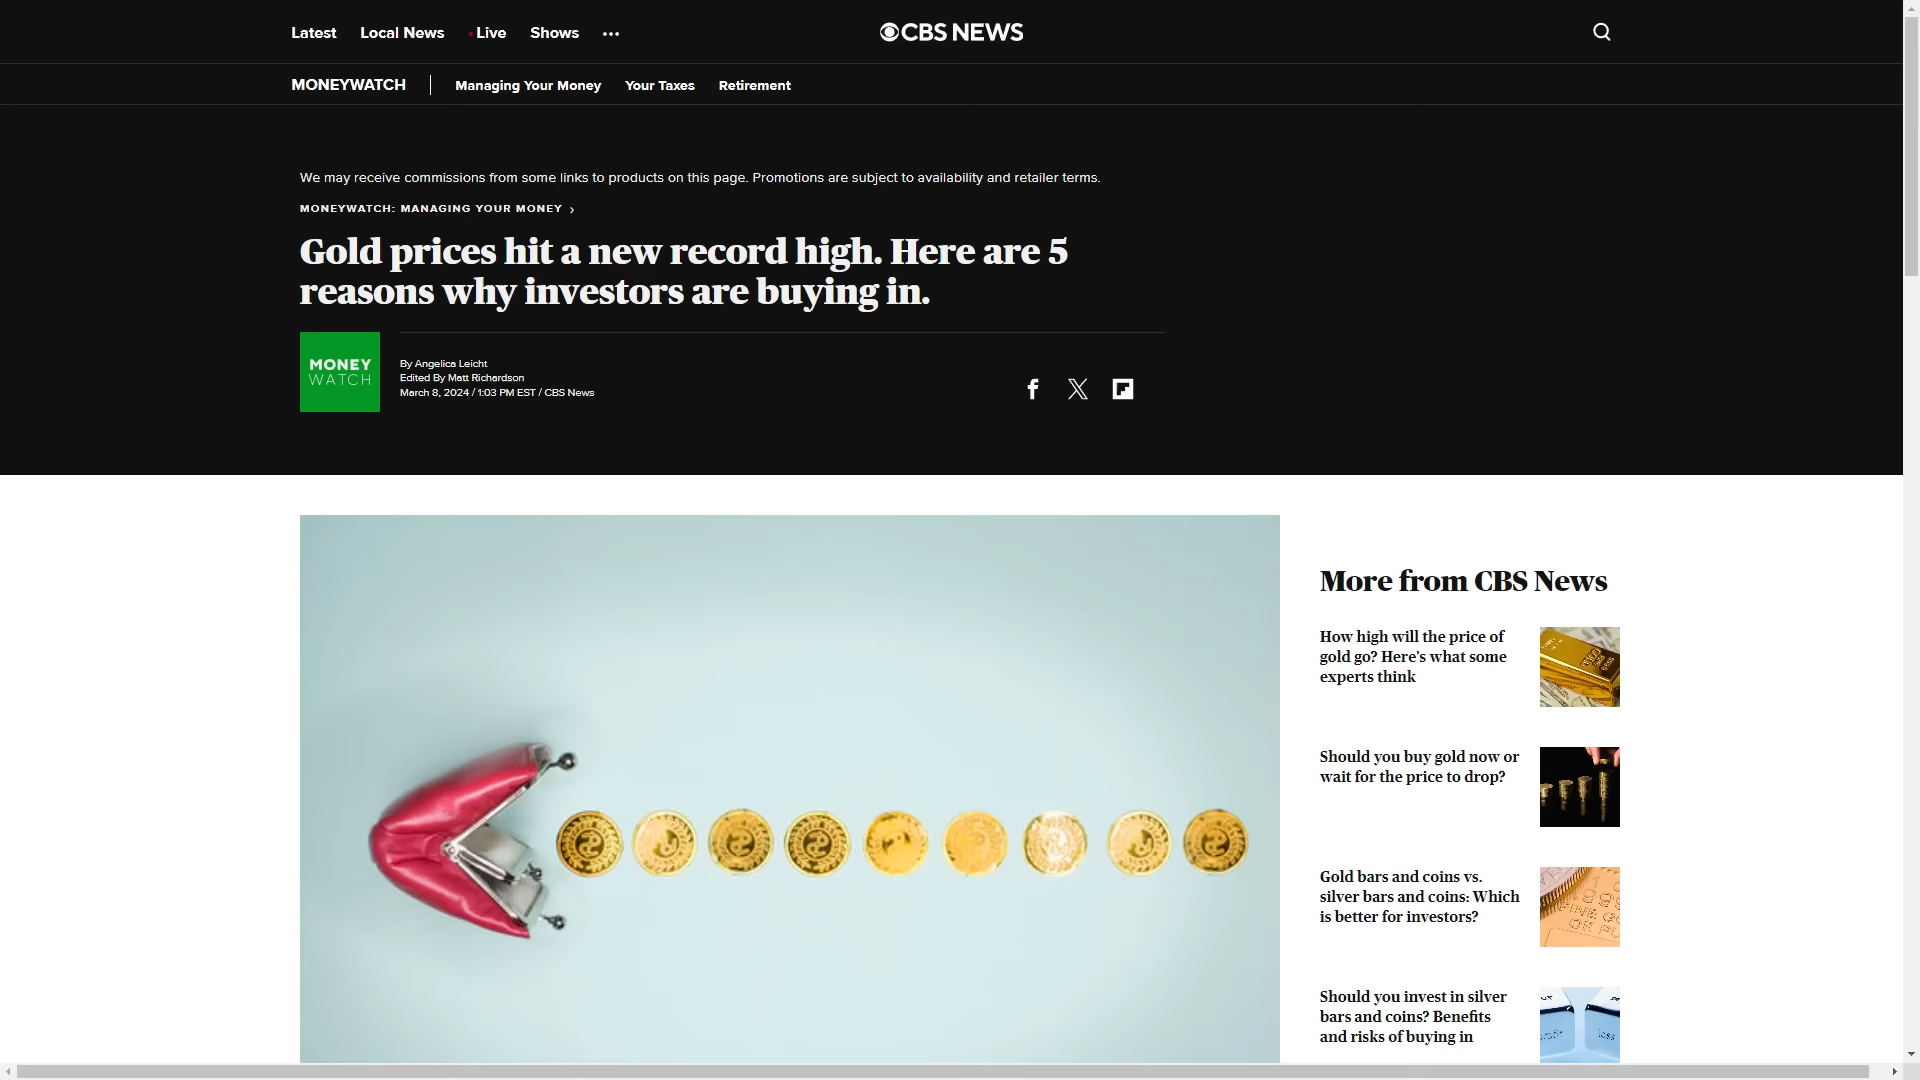 Latest Local News Live Shows
CBS NEWS
MONEYWATCH Managing Your Money Your Taxes Retirement
We may receive commissions from some links to products on this page. Promotions are subject to availability and retailer terms.
MONEYWATCH: MANAGING YOUR MONEY ›
Gold prices hit a new record high. Here are 5
reasons why investors are buying in.
MONEY
WATCH
By Angelica Leicht
Edited By Matt Richardson
March 8, 2024 / 1:03 PM EST / CBS News
More from CBS News
How high will the price of
gold go? Here's what some
experts think
Should you buy gold now or
wait for the price to drop?
Gold bars and coins vs.
silver bars and coins: Which
is better for investors?
Should you invest in silver
bars and coins? Benefits
and risks of buying in